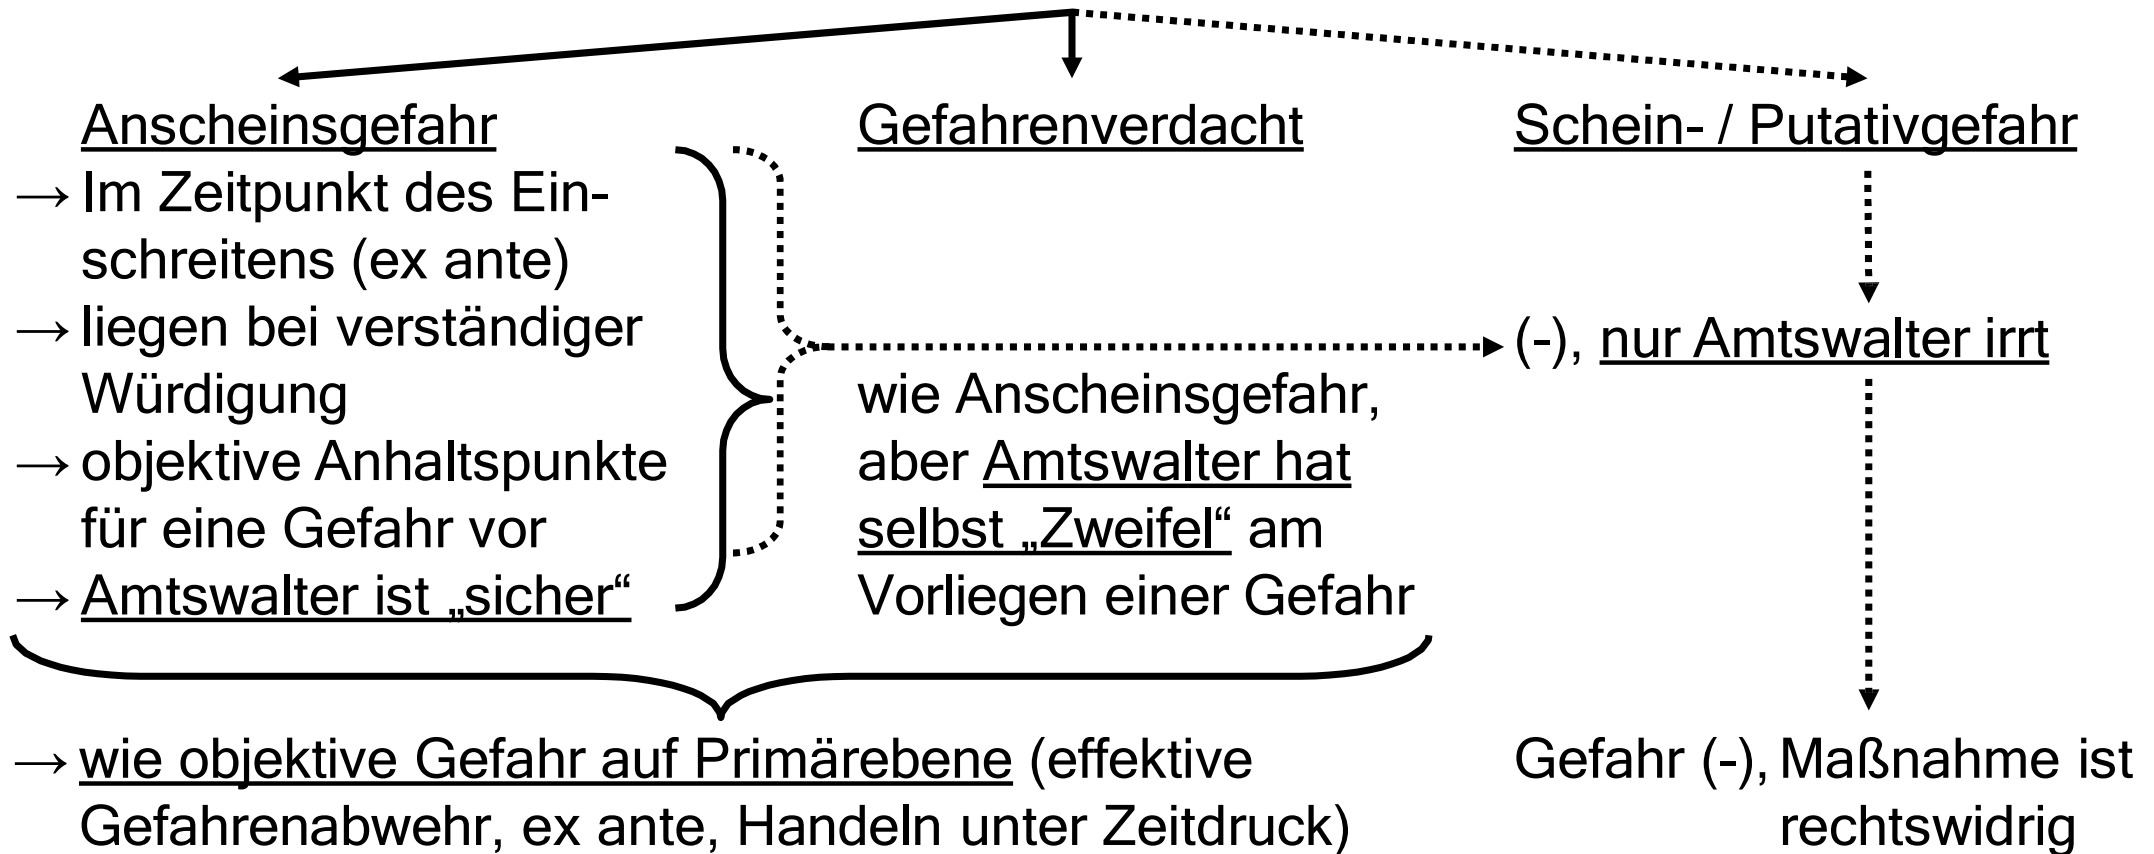 Anscheinsgefahr
→ Im Zeitpunkt des Ein-
schreitens (ex ante)
→ liegen bei verständiger
Würdigung
→ objektive Anhaltspunkte
für eine Gefahr vor
→ Amtswalter ist „sicher“
Gefahrenverdacht
wie Anscheinsgefahr,
aber Amtswalter hat
selbst „Zweifel“ am
Vorliegen einer Gefahr
Schein- / Putativgefahr
(-), nur Amtswalter irrt
→ wie objektive Gefahr auf Primärebene (effektive
Gefahrenabwehr, ex ante, Handeln unter Zeitdruck)
Gefahr (-), Maßnahme ist
rechtswidrig